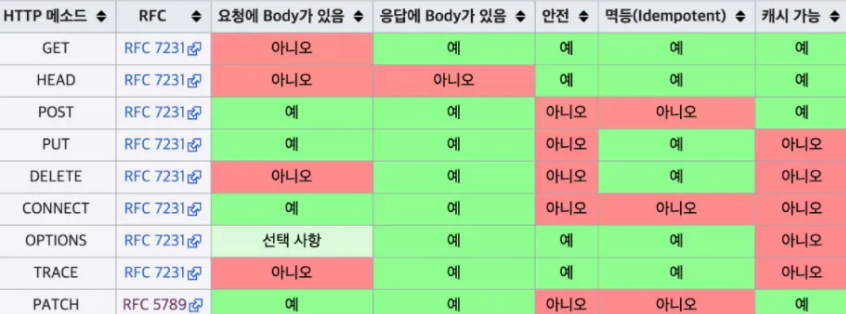 HTTP 메소드 RFC 요청에 Body가 있음 응답에 Body가 있음 안전 멱등(Idempotent) 캐시 가능
GET RFC 7231 아니오 예 예 예 예
HEAD RFC 7231 아니오 아니오 예 예 예
POST RFC 7231 예 예 아니오 아니오 예
PUT RFC 7231 예 예 아니오 예 아니오
DELETE RFC 7231 아니오 예 아니오 예 아니오
CONNECT RFC 7231 예 예 아니오 아니오 아니오
OPTIONS RFC 7231 선택 사항 예 예 예 아니오
TRACE RFC 7231 아니오 예 예 예 아니오
PATCH RFC 5789 예 예 아니오 아니오 예